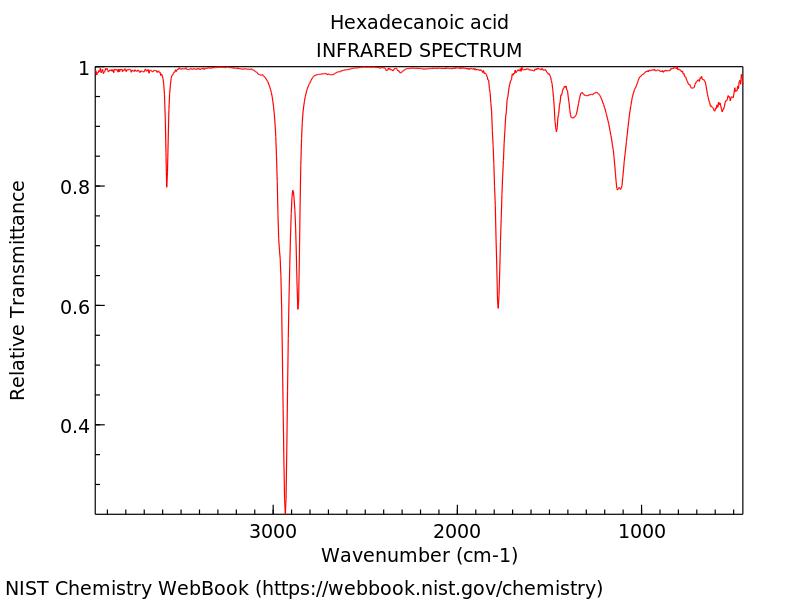 Hexadecanoic acid
INFRARED SPECTRUM
1
0.8
0.6
0.4
Relative Transmittance
3000 2000 1000
Wavenumber (cm-1)
NIST Chemistry WebBook (https://webbook.nist.gov/chemistry)